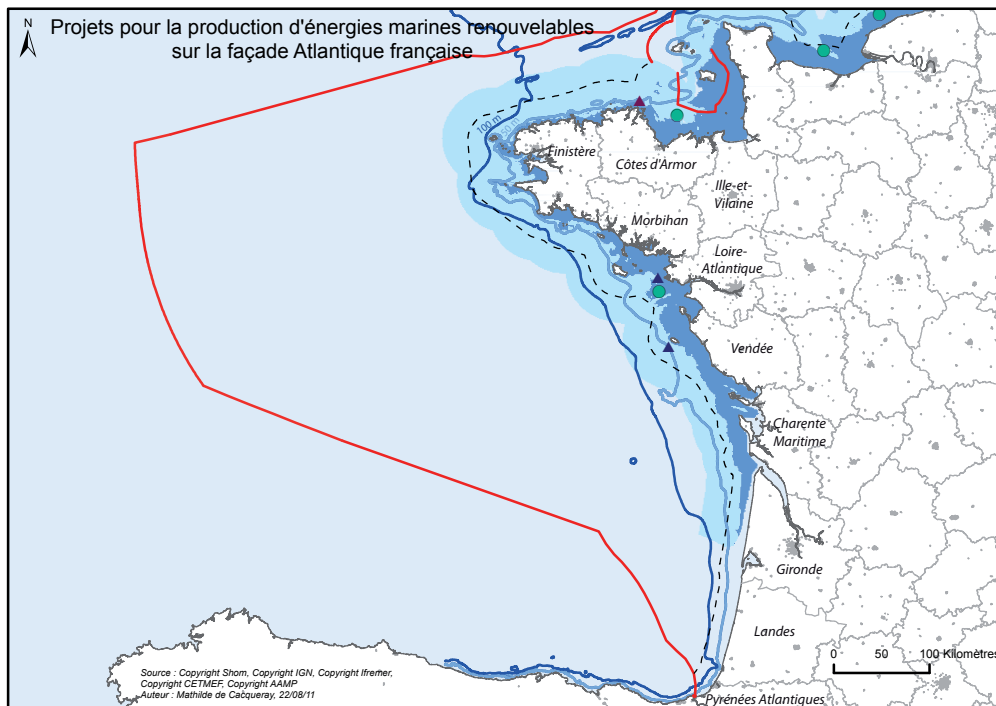 N
Projets pour la production d'énergies marines renouvelables
sur la façade Atlantique française
100 m
50 m
Finistère
Côtes d'Armor
Ille-et-
Vilaine
Morbihan
Loire-
Atlantique
Vendée
Charente
Maritime
Gironde
Landes
0 50 100 Kilomètres
Pyrénées Atlantiques
Source : Copyright Shom, Copyright IGN, Copyright Ifremer,
Copyright CETMEF, Copyright AAMP
Auteur : Mathilde de Cacqueray, 22/08/11